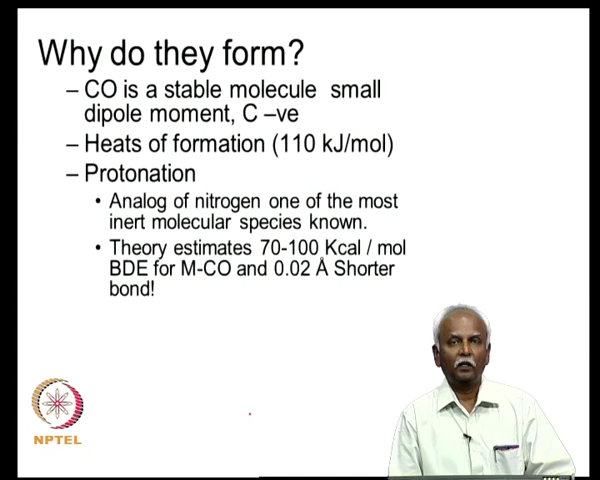 Why do they form?
– CO is a stable molecule small
dipole moment, C –ve
– Heats of formation (110 kJ/mol)
– Protonation
• Analog of nitrogen one of the most
inert molecular species known.
• Theory estimates 70-100 Kcal / mol
BDE for M-CO and 0.02 Å Shorter
bond!
NPTEL